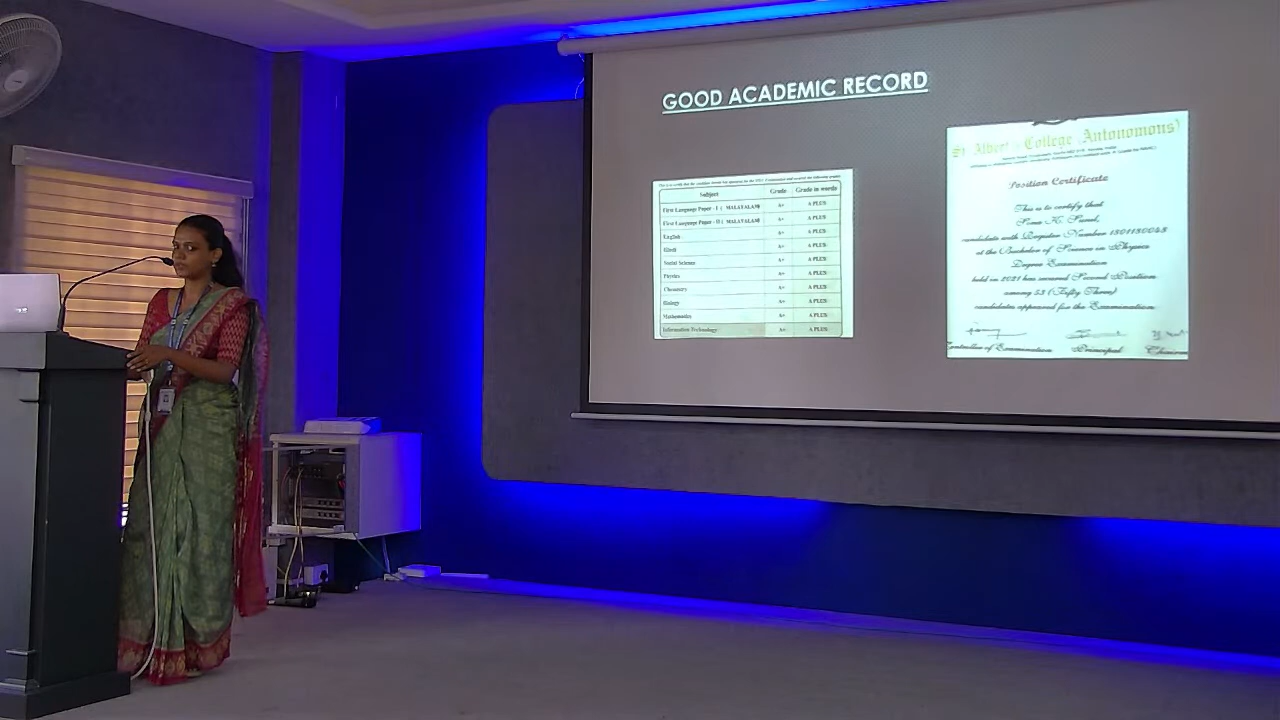 GOOD ACADEMIC RECORD
Subject Grade Grade in words
First Language Paper - I ( MALAYALAM) A+ A PLUS
First Language Paper - II ( MALAYALAM) A+ A PLUS
English A+ A PLUS
Hindi A+ A PLUS
Social Science A+ A PLUS
Physics A+ A PLUS
Chemistry A+ A PLUS
Biology A+ A PLUS
Mathematics A+ A PLUS
Information Technology A+ A PLUS
St. Albert's College (Autonomous)
Position Certificate
This is to certify that
candidate with Register Number
at the Bachelor of Science in Physics
Degree Examination
held in 2021 has secured Second Position
among 53 (Fifty Three)
candidates appeared for the Examination.
Controller of Examination Principal